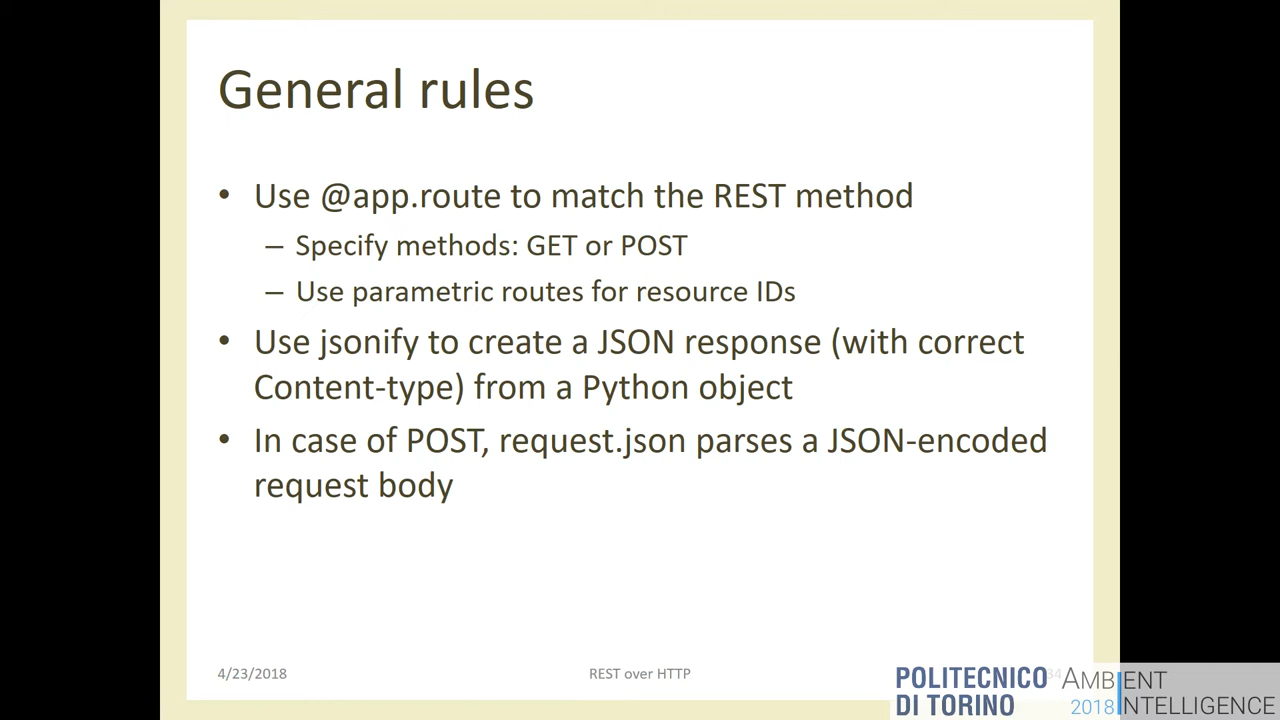 General rules
• Use @app.route to match the REST method
– Specify methods: GET or POST
– Use parametric routes for resource IDs
• Use jsonify to create a JSON response (with correct
Content-type) from a Python object
• In case of POST, request.json parses a JSON-encoded
request body
4/23/2018
REST over HTTP
34
POLITECNICO
DI TORINO
AMBIENT
2018 INTELLIGENCE